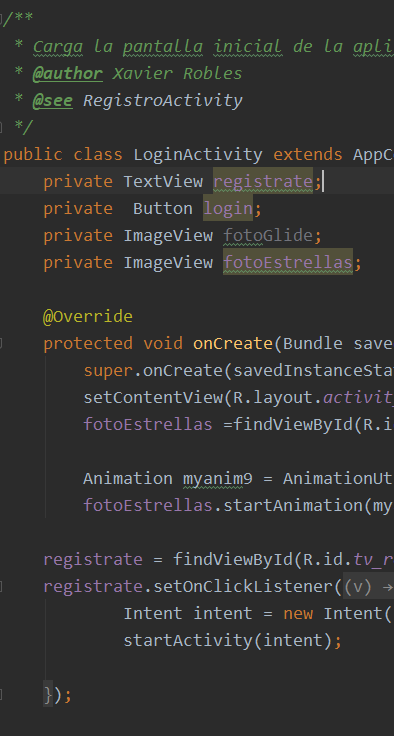 /**
* Carga la pantalla inicial de la apli
* @author Xavier Robles
* @see RegistroActivity
*/
public class LoginActivity extends AppC
private TextView registrate;
private  Button login;
private ImageView fotoGlide;
private ImageView fotoEstrellas;
@Override
protected void onCreate(Bundle save
super.onCreate(savedInstanceSta
setContentView(R.layout.activit
fotoEstrellas =findViewById(R.i
Animation myanim9 = AnimationUt
fotoEstrellas.startAnimation(my
registrate = findViewById(R.id.tv_r
registrate.setOnClickListener((v) →
Intent intent = new Intent(
startActivity(intent);
});